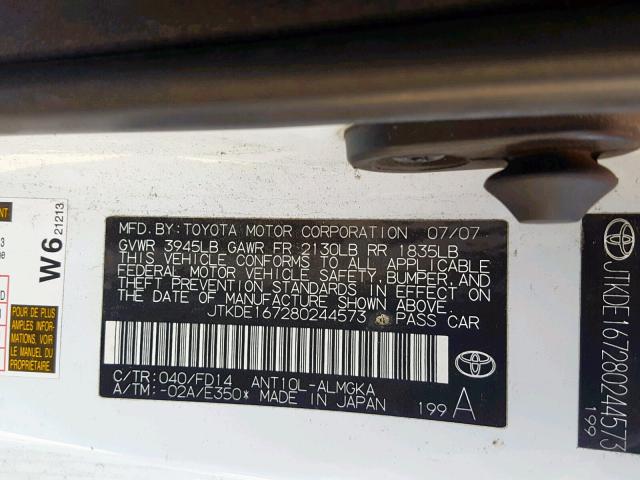 MFD. BY: TOYOTA MOTOR CORPORATION 07/07
GVWR 3945LB GAWR FR 2130LB RR 1835LB
THIS VEHICLE CONFORMS TO ALL APPLICABLE
FEDERAL MOTOR VEHICLE SAFETY, BUMPER, AND
THEFT PREVENTION STANDARDS IN EFFECT ON
THE DATE OF MANUFACTURE SHOWN ABOVE.
JTKDE167280244573 PASS CAR
C/TR: 040/FD14 ANT10L-ALMGKA
A/TM: -02A/E350* MADE IN JAPAN
199 A
TOYOTA
JTKDE167280244573
199
W6 21213
POUR DE PLUS
AMPLES
VOIR LE MANUEL
DU PROPRIÉTAIRE